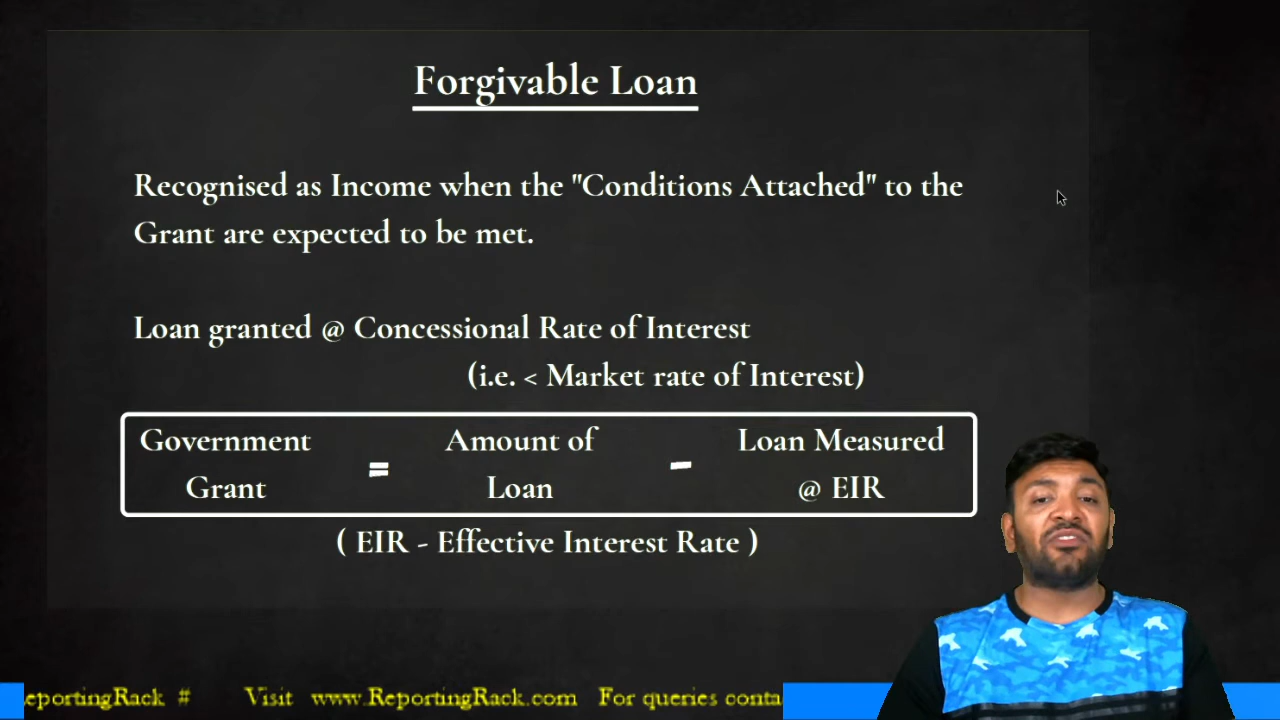 Forgivable Loan
Recognised as Income when the "Conditions Attached" to the
Grant are expected to be met.
Loan granted @ Concessional Rate of Interest
(i.e. < Market rate of Interest)
Government Grant = Amount of Loan - Loan Measured @ EIR
( EIR - Effective Interest Rate )
eportingRack # Visit www.ReportingRack.com For queries conta